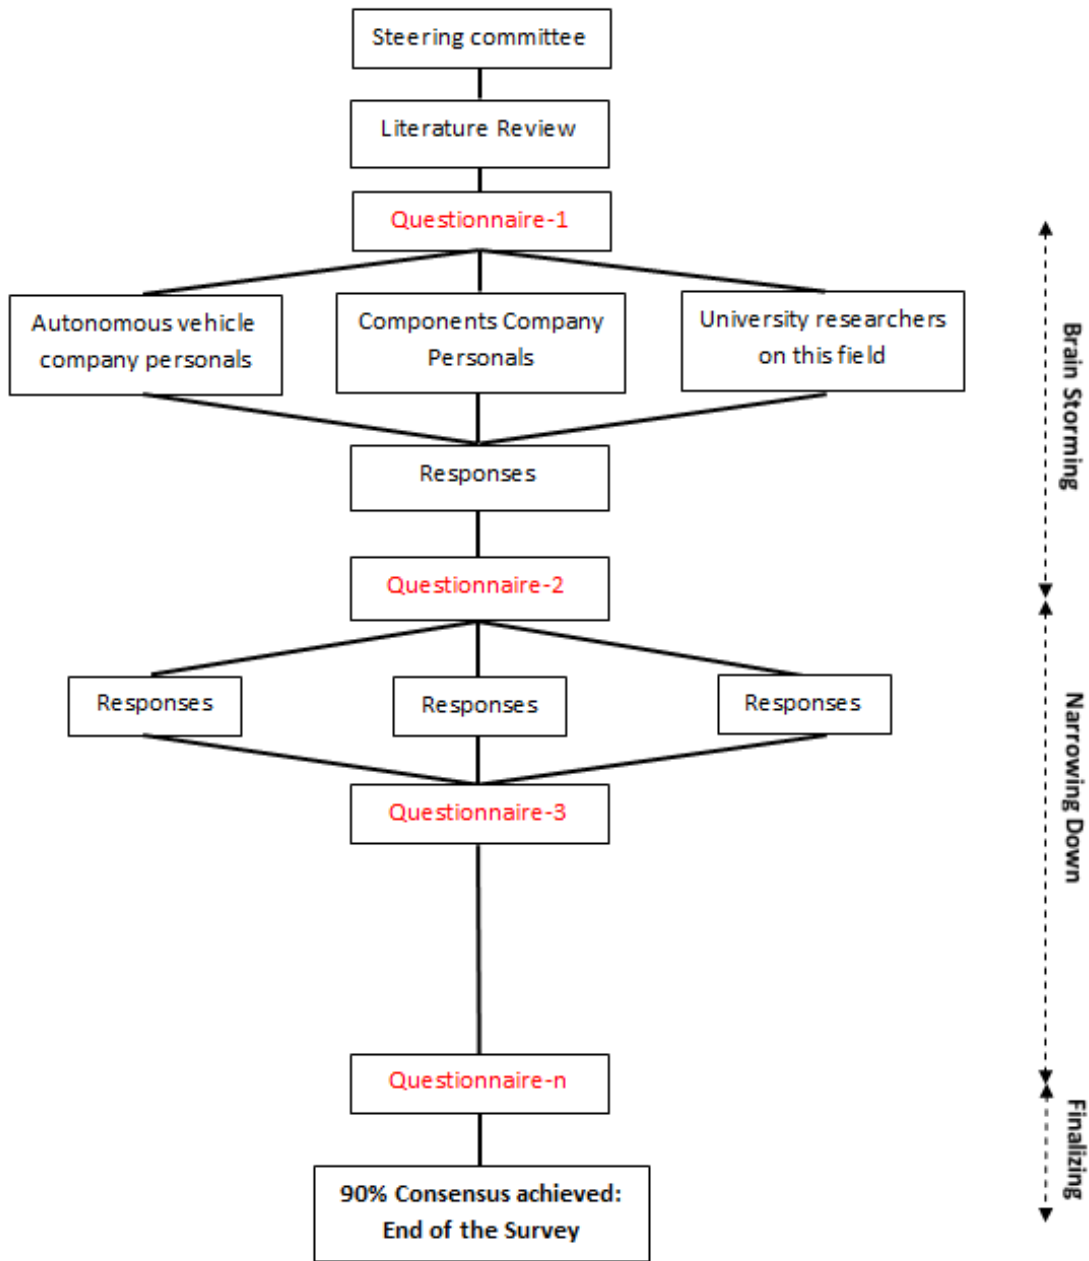 Steering committee
Literature Review
Questionnaire-1
Autonomous vehicle
company personals
Components Company
Personals
University researchers
on this field
Responses
Questionnaire-2
Responses
Responses
Responses
Questionnaire-3
Questionnaire-n
90% Consensus achieved:
End of the Survey
Brain Storming
Narrowing Down
Finalizing